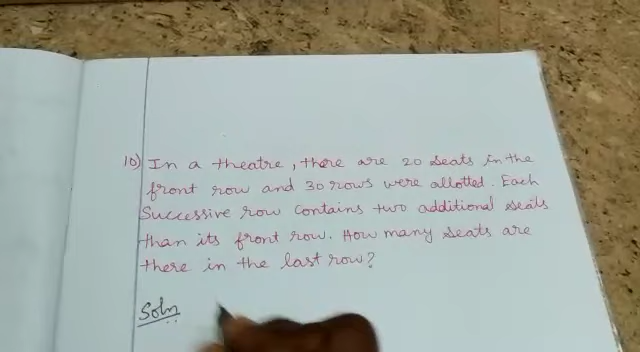 10) In a theatre, there are 20 seats in the
front row and 30 rows were allotted. Each
Successive row contains two additional seats
than its front row. How many seats are
there in the last row?
Soln